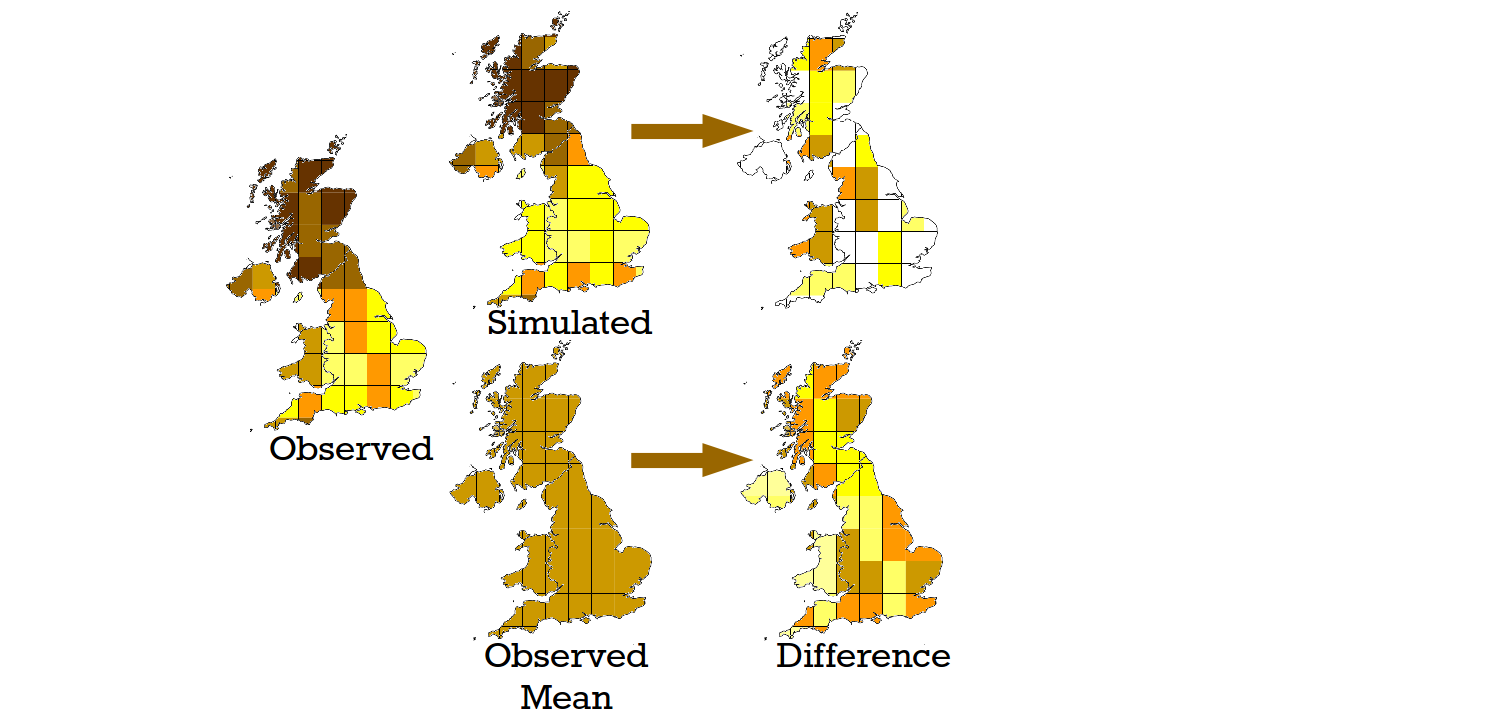 Simulated
Observed
Observed
Mean
Difference